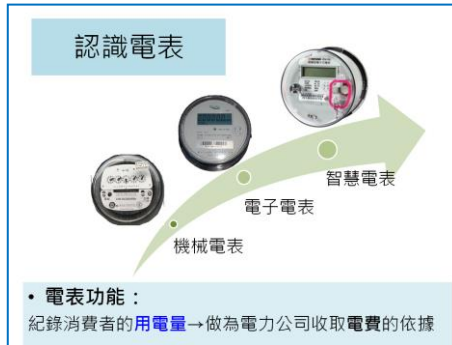 認識電表
智慧電表
電子電表
機械電表
• 電表功能：
紀錄消費者的用電量→做為電力公司收取電費的依據